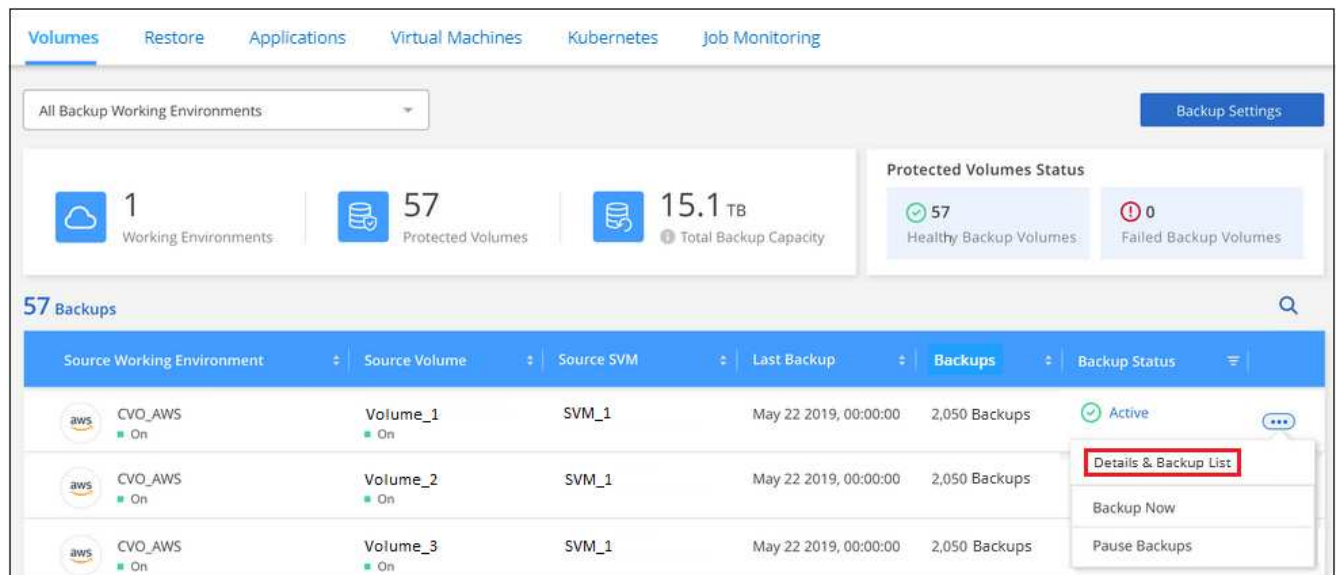 Volumes Restore Applications Virtual Machines Kubernetes Job Monitoring
All Backup Working Environments
Backup Settings
1
Working Environments
57
Protected Volumes
15.1 TB
Total Backup Capacity
Protected Volumes Status
57
Healthy Backup Volumes
0
Failed Backup Volumes
57 Backups
Source Working Environment Source Volume Source SVM Last Backup Backups Backup Status
aws CVO_AWS Volume_1 SVM_1 May 22 2019, 00:00:00 2,050 Backups Active
On On
Details & Backup List
aws CVO_AWS Volume_2 SVM_1 May 22 2019, 00:00:00 2,050 Backups
On On
Backup Now
aws CVO_AWS Volume_3 SVM_1 May 22 2019, 00:00:00 2,050 Backups
On On
Pause Backups